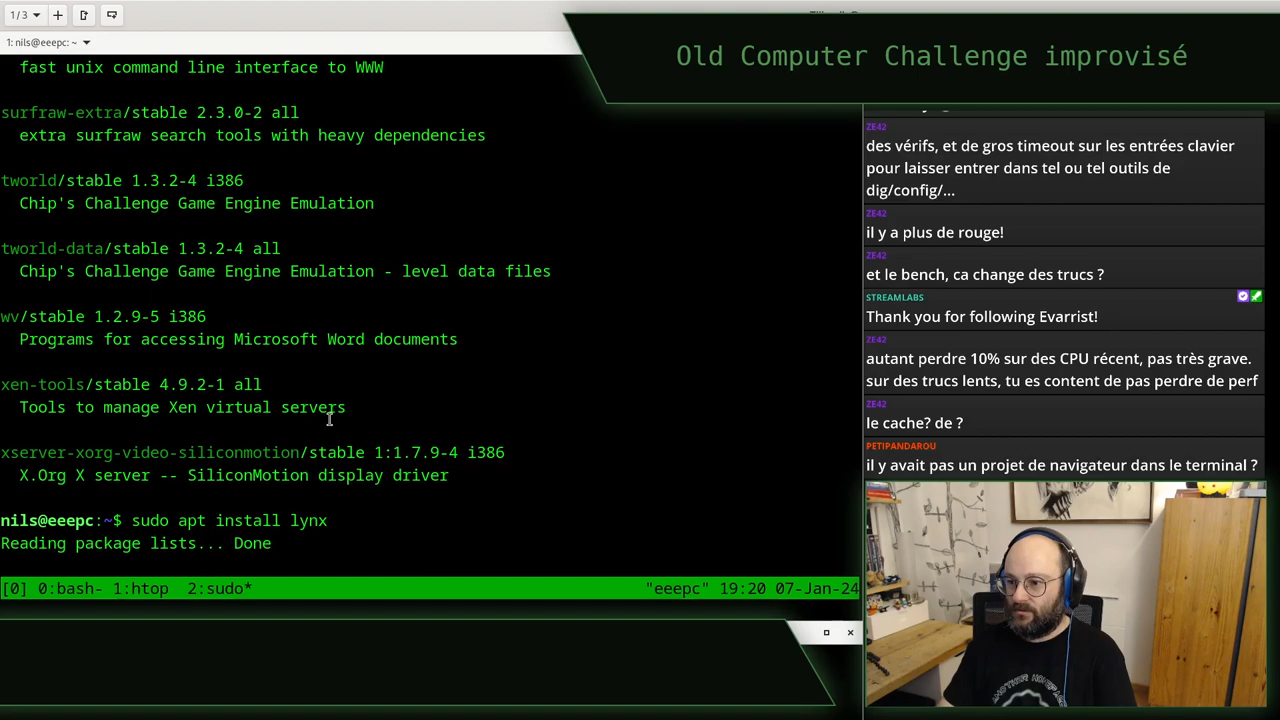 1/3
1: nils@eeepc: ~
Old Computer Challenge improvisé
fast unix command line interface to WWW
surfraw-extra/stable 2.3.0-2 all
extra surfraw search tools with heavy dependencies
tworld/stable 1.3.2-4 i386
Chip's Challenge Game Engine Emulation
tworld-data/stable 1.3.2-4 all
Chip's Challenge Game Engine Emulation - level data files
wv/stable 1.2.9-5 i386
Programs for accessing Microsoft Word documents
xen-tools/stable 4.9.2-1 all
Tools to manage Xen virtual servers
xserver-xorg-video-siliconmotion/stable 1:1.7.9-4 i386
X.Org X server -- SiliconMotion display driver
nils@eeepc:~$ sudo apt install lynx
Reading package lists... Done
[0] 0:bash- 1:htop  2:sudo* "eeepc" 19:20 07-Jan-24
ZE42
des vérifs, et de gros timeout sur les entrées clavier
pour laisser entrer dans tel ou tel outils de
dig/config/...
ZE42
il y a plus de rouge!
ZE42
et le bench, ca change des trucs ?
STREAMLABS
Thank you for following Evarrist!
ZE42
autant perdre 10% sur des CPU récent, pas très grave.
sur des trucs lents, tu es content de pas perdre de perf
ZE42
le cache? de ?
PETIPANDAROU
il y avait pas un projet de navigateur dans le terminal ?